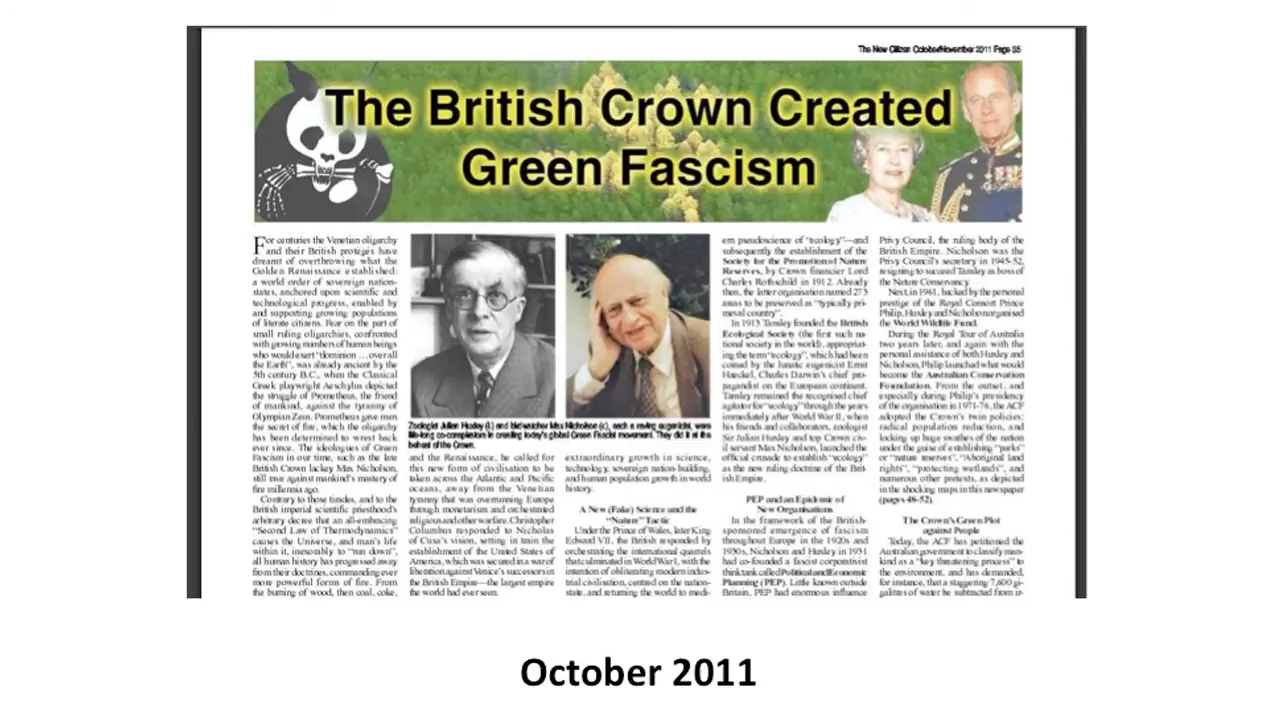 The New Citizen October/November 2011 Page 55
The British Crown Created
Green Fascism
For centuries the Venetian oligarchy
and their British protégés have
dreamt of overthrowing what the
Golden Renaissance established:
a world order of sovereign nation-
states, anchored upon scientific and
technological progress, enabled by
and supporting growing populations
of literate citizens. Fear on the part of
small ruling oligarchies, confronted
with growing numbers of human beings
who would exert "dominion ... over all
the Earth", was already ancient by the
5th century B.C., when the Classical
Greek playwright Aeschylus depicted
the struggle of Prometheus, the friend
of mankind, against the tyranny of
Olympian Zeus. Prometheus gave men
the secret of fire, which the oligarchy
has been determined to wrest back
ever since. The ideologues of Green
Fascism in our time, such as the late
British Crown lackey Max Nicholson,
still rave against mankind's mastery of
fire millennia ago.
Contrary to those tirades, and to the
British imperial scientific priesthood's
arbitrary decree that an all-embracing
"Second Law of Thermodynamics"
causes the Universe, and man's life
within it, inexorably to "run down",
all human history has progressed away
from their doctrines, commanding ever
more powerful forms of fire. From
the burning of wood, then coal, coke,
Zoologist Julian Huxley (l.) and birdwatcher Max Nicholson (r.), each a raving eugenicist, were
life-long co-conspirators in creating today's global Green Fascist movement. They did it at the
behest of the Crown.
and the Renaissance, he called for
this new form of civilisation to be
taken across the Atlantic and Pacific
oceans, away from the Venetian
tyranny that was overrunning Europe
through monetarism and orchestrated
religious and other warfare. Christopher
Columbus responded to Nicholas
of Cusa's vision, setting in train the
establishment of the United States of
America, which was secured in a war of
liberation against Venice's successors in
the British Empire—the largest empire
the world had ever seen.
extraordinary growth in science,
technology, sovereign nation-building,
and human population growth in world
history.
A New (Fake) Science and the
"Nature" Tactic
Under the Prince of Wales, later King
Edward VII, the British responded by
orchestrating the international quarrels
that culminated in World War I, with the
intention of obliterating modern indus-
trial civilisation, centred on the nation-
state, and returning the world to medi-
ern pseudoscience of "ecology"—and
subsequently the establishment of the
Society for the Promotion of Nature
Reserves, by Crown financier Lord
Charles Rothschild in 1912. Already
then, the latter organisation named 273
areas to be preserved as "typically pri-
meval country".
In 1913 Tansley founded the British
Ecological Society (the first such na-
tional society in the world), appropriat-
ing the term "ecology", which had been
coined by the lunatic eugenicist Ernst
Haeckel, Charles Darwin's chief pro-
pagandist on the European continent.
Tansley remained the recognised chief
agitator for "ecology" through the years
immediately after World War II, when
his friends and collaborators, zoologist
Sir Julian Huxley and top Crown civ-
il servant Max Nicholson, launched the
official crusade to establish "ecology"
as the new ruling doctrine of the Brit-
ish Empire.
PEP and an Epidemic of
New Organisations
In the framework of the British-
sponsored emergence of fascism
throughout Europe in the 1920s and
1930s, Nicholson and Huxley in 1931
had co-founded a fascist corporativist
think tank called Political and Economic
Planning (PEP). Little known outside
Britain, PEP had enormous influence
Privy Council, the ruling body of the
British Empire. Nicholson was the
Privy Council's secretary in 1945-52,
resigning to succeed Tansley as boss of
the Nature Conservancy.
Next, in 1961, backed by the personal
prestige of the Royal Consort Prince
Philip, Huxley and Nicholson organised
the World Wildlife Fund.
During the Royal Tour of Australia
two years later, and again with the
personal assistance of both Huxley and
Nicholson, Philip launched what would
become the Australian Conservation
Foundation. From the outset, and
especially during Philip's presidency
of the organisation in 1971-76, the ACF
adopted the Crown's twin policies:
radical population reduction, and
locking up huge swathes of the nation
under the guise of establishing "parks"
or "nature reserves", "Aboriginal land
rights", "protecting wetlands", and
numerous other pretexts, as depicted
in the shocking maps in this newspaper
(pages 48-52).
The Crown's Green Plot
against People
Today, the ACF has petitioned the
Australian government to classify man-
kind as a "key threatening process" to
the environment, and has demanded,
for instance, that a staggering 7,600 gi-
galitres of water be subtracted from ir-
October 2011